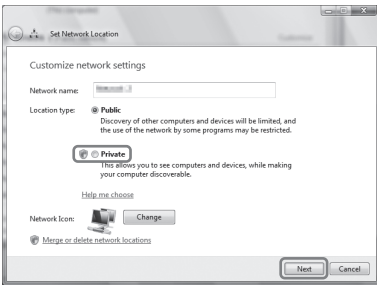 Set Network Location
Customize network settings
Network name:
Location type:
Public
Discovery of other computers and devices will be limited, and
the use of the network by some programs may be restricted.
Private
This allows you to see computers and devices, while making
your computer discoverable.
Help me choose
Network Icon:
Change
Merge or delete network locations
Next
Cancel